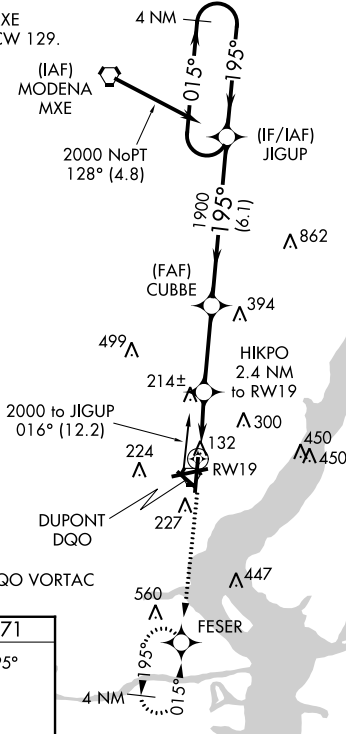 XE
CW 129.
4 NM
015°
195°
(IAF)
MODENA
MXE
(IF/IAF)
JIGUP
2000 NoPT
128° (4.8)
1900
195°
(6.1)
862
(FAF)
CUBBE
394
499
HIKPO
2.4 NM
to RW19
214±
2000 to JIGUP
016° (12.2)
300
132
450
450
224
RW19
DUPONT
DQO
227
QO VORTAC
447
560
FESER
71
5°
195°
4 NM
015°